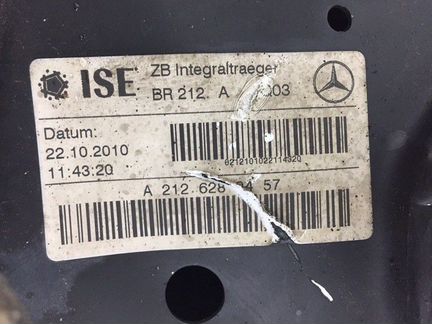 ISE ZB Integraltraeger
BR 212. A
Datum:
22.10.2010
11:43:20
A 212 628 57